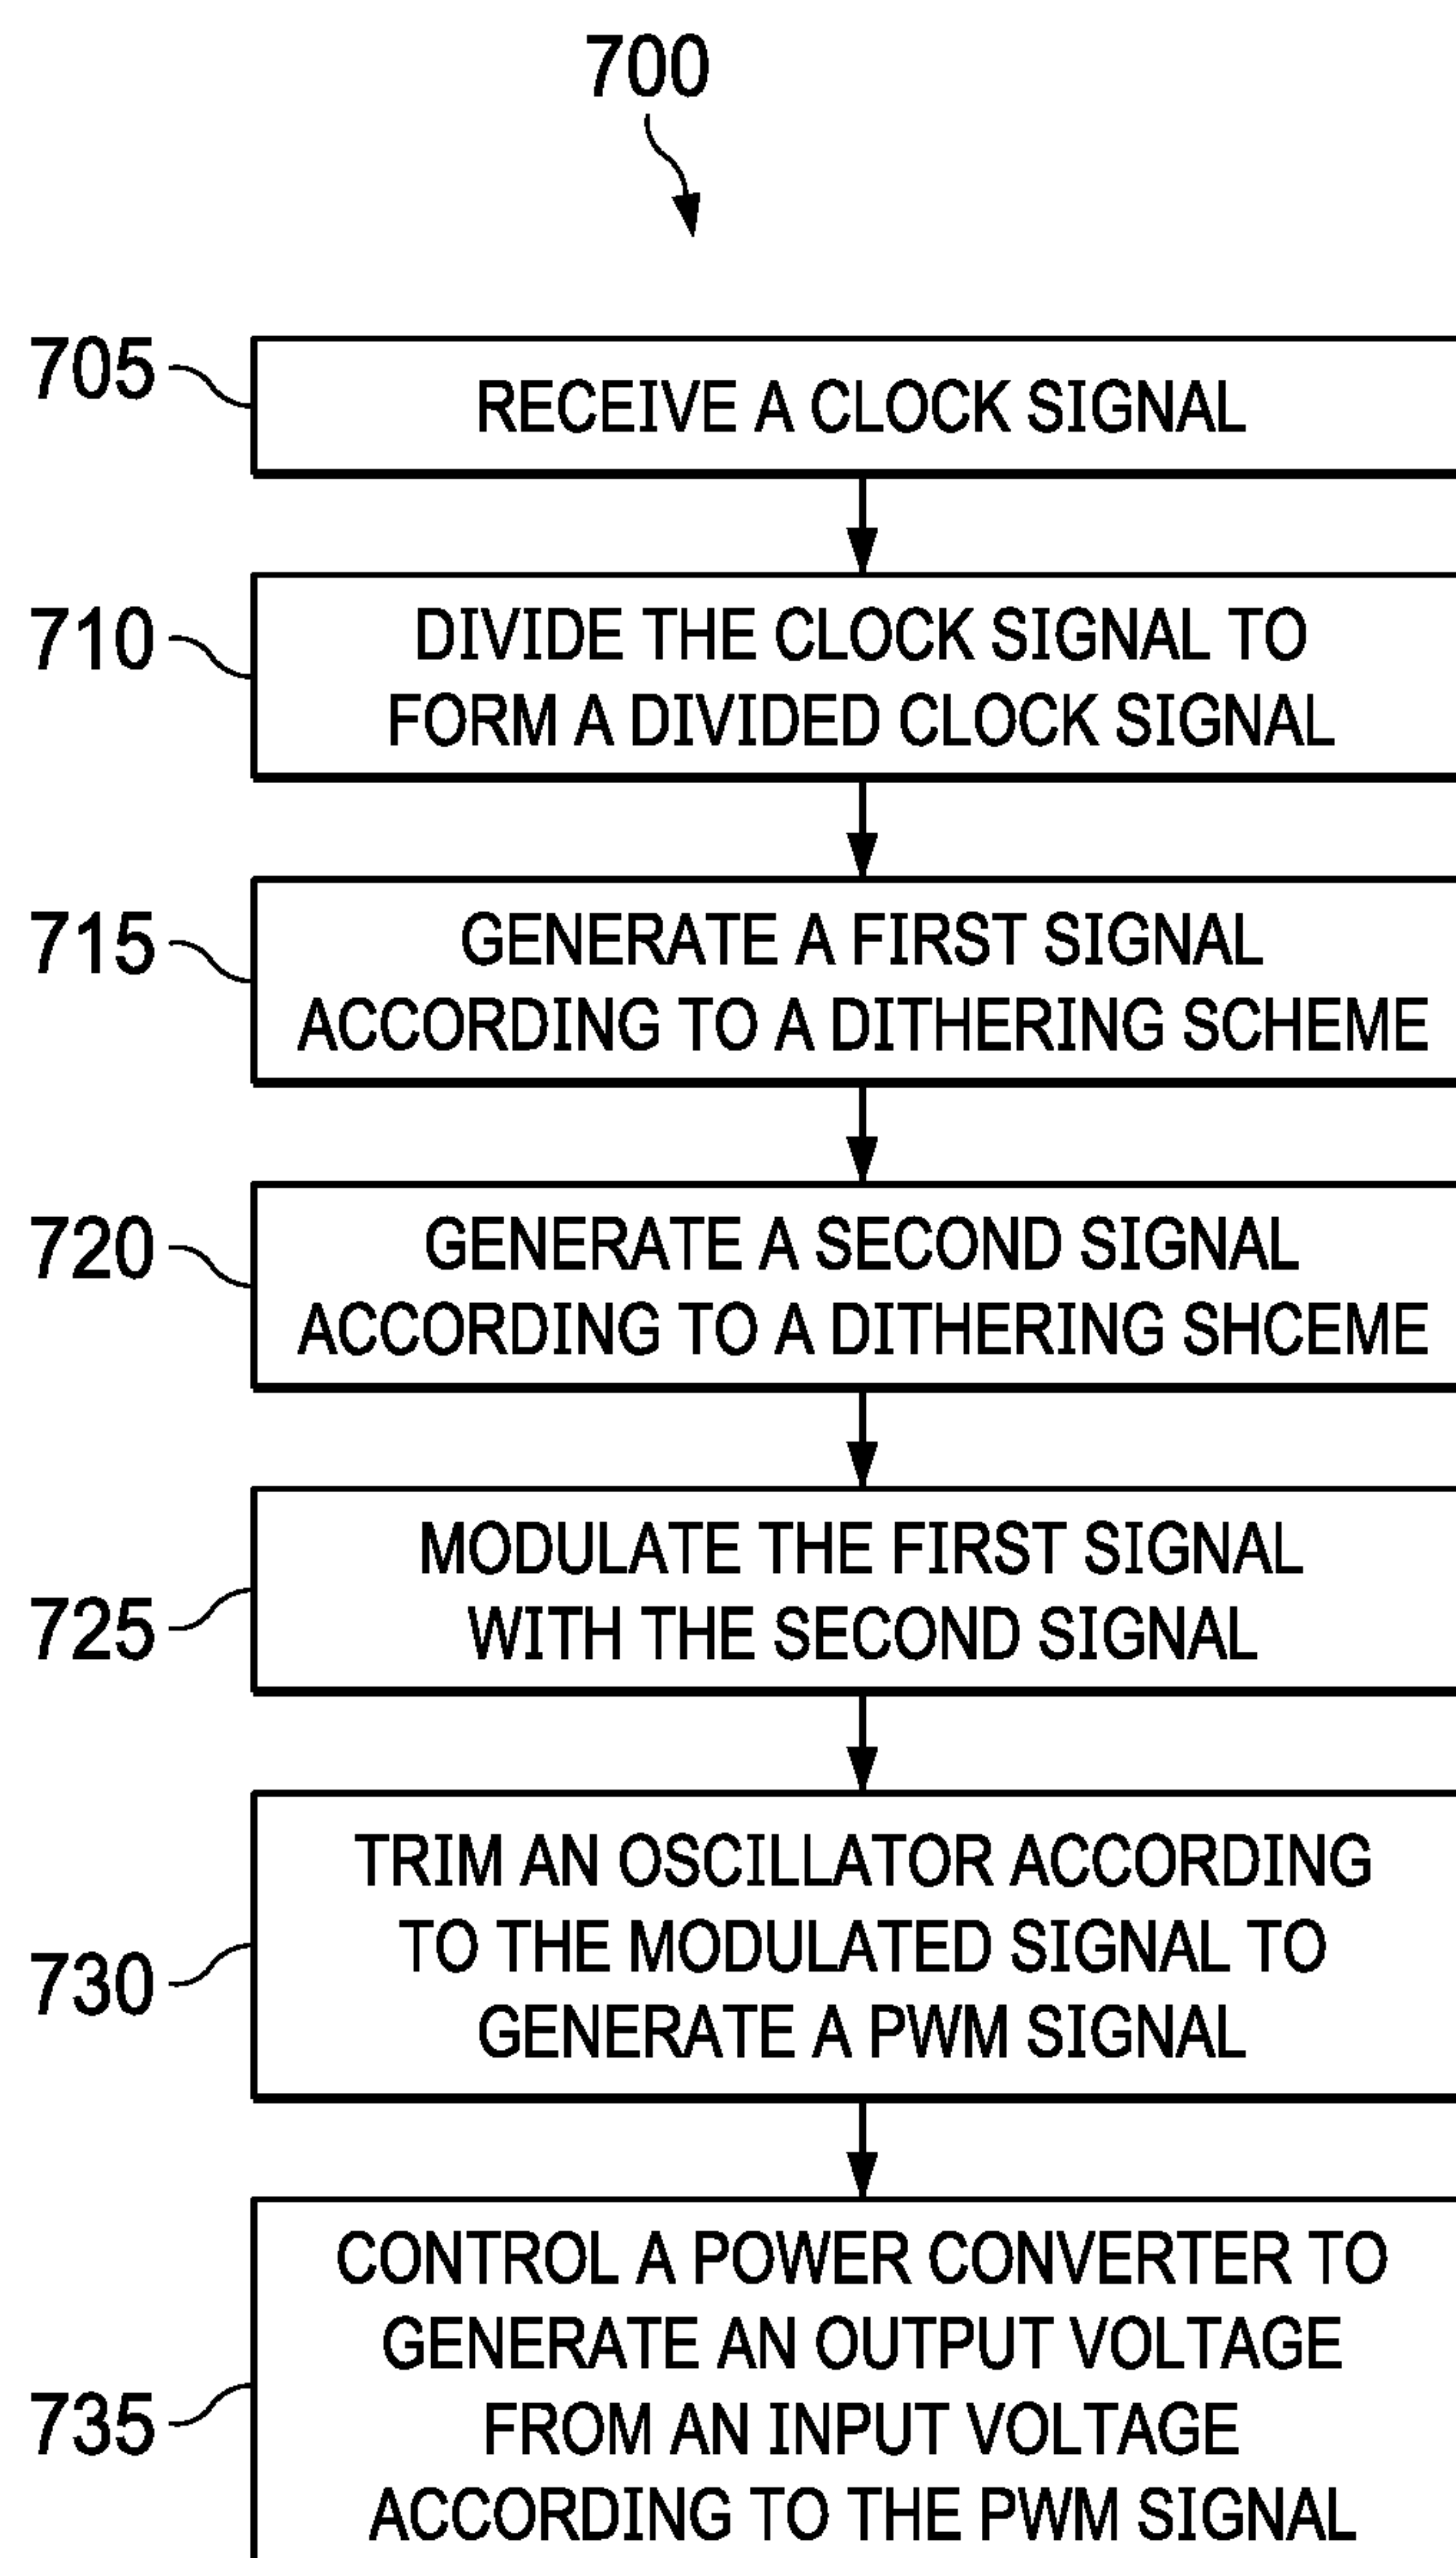 700
705
RECEIVE A CLOCK SIGNAL
710
DIVIDE THE CLOCK SIGNAL TO
FORM A DIVIDED CLOCK SIGNAL
715
GENERATE A FIRST SIGNAL
ACCORDING TO A DITHERING SCHEME
720
GENERATE A SECOND SIGNAL
ACCORDING TO A DITHERING SHCEME
725
MODULATE THE FIRST SIGNAL
WITH THE SECOND SIGNAL
730
TRIM AN OSCILLATOR ACCORDING
TO THE MODULATED SIGNAL TO
GENERATE A PWM SIGNAL
735
CONTROL A POWER CONVERTER TO
GENERATE AN OUTPUT VOLTAGE
FROM AN INPUT VOLTAGE
ACCORDING TO THE PWM SIGNAL